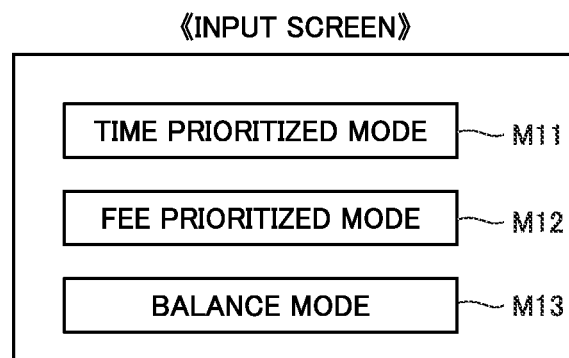 《INPUT SCREEN》
TIME PRIORITIZED MODE M11
FEE PRIORITIZED MODE M12
BALANCE MODE M13